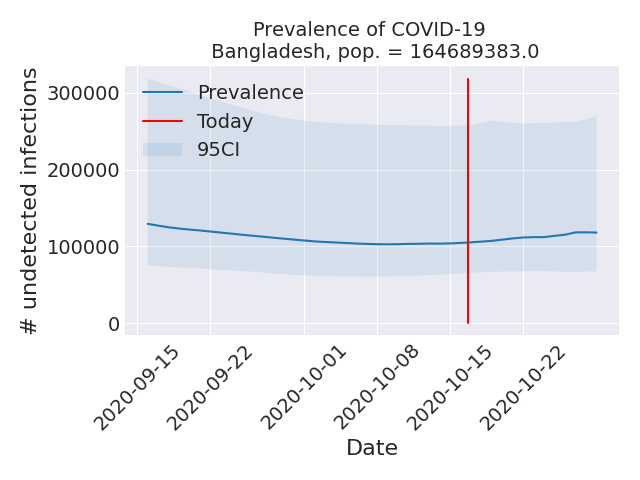 Prevalence of COVID-19
Bangladesh, pop. = 164689383.0
# undetected infections
300000
200000
100000
0
Prevalence
Today
95CI
2020-09-15
2020-09-22
2020-10-01
2020-10-08
2020-10-15
2020-10-22
Date